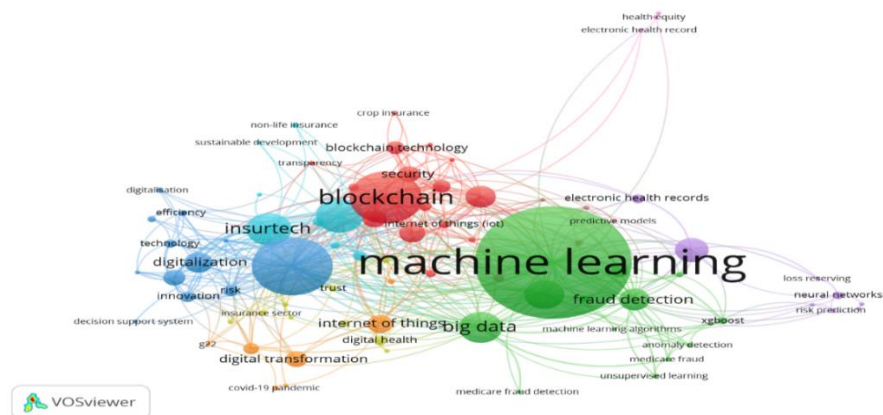 health equity
electronic health record
crop insurance
non-life insurance
sustainable development
blockchain technology
transparency
security
digitalisation
blockchain
electronic health records
efficiency
predictive models
insurtech
internet of things (iot)
technology
digitalization
machine learning
loss reserving
innovation
risk
trust
fraud detection
neural networks
risk prediction
insurance sector
decision support system
internet of things
big data
xgboost
machine learning algorithms
digital health
g22
anomaly detection
digital transformation
medicare fraud
unsupervised learning
covid-19 pandemic
medicare fraud detection
VOSviewer